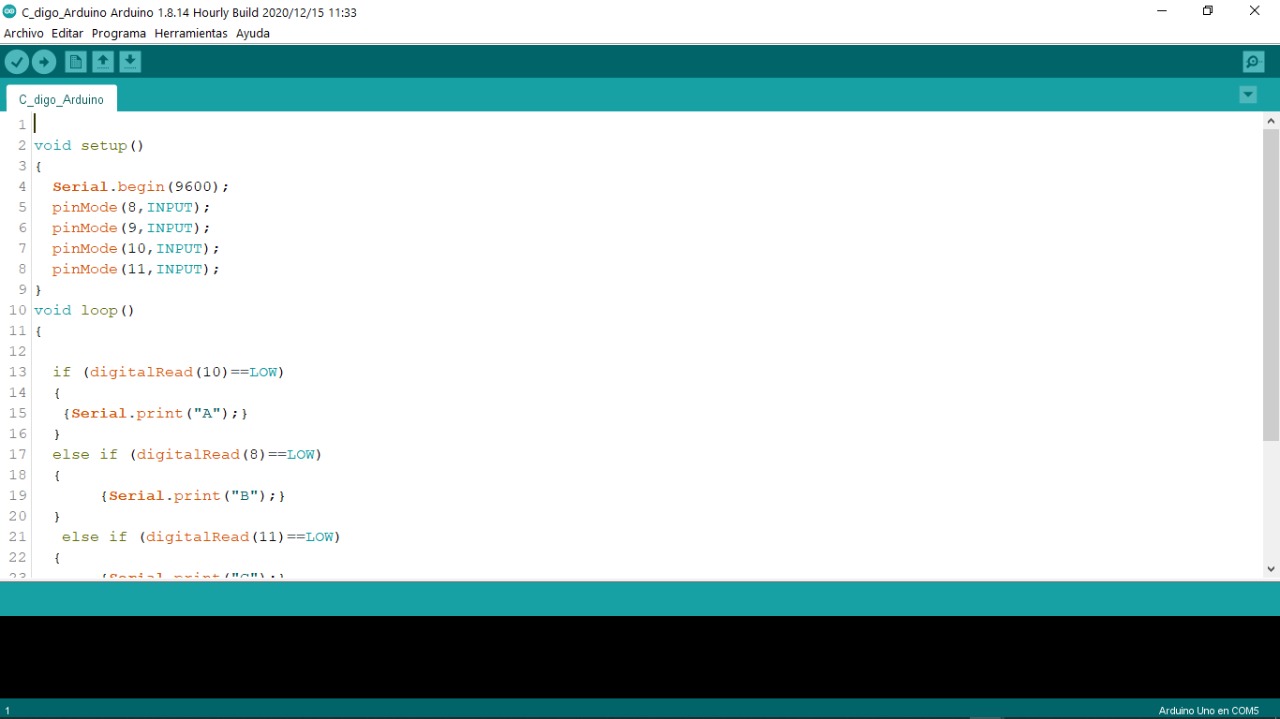 C_digo_Arduino Arduino 1.8.14 Hourly Build 2020/12/15 11:33
Archivo Editar Programa Herramientas Ayuda
C_digo_Arduino
1
2 void setup()
3 {
4 Serial.begin(9600);
5 pinMode(8,INPUT);
6 pinMode(9,INPUT);
7 pinMode(10,INPUT);
8 pinMode(11,INPUT);
9 }
10 void loop()
11 {
12
13 if (digitalRead(10)==LOW)
14 {
15 {Serial.print("A");}
16 }
17 else if (digitalRead(8)==LOW)
18 {
19 {Serial.print("B");}
20 }
21 else if (digitalRead(11)==LOW)
22 {
23 {Serial.print("C");}
1 Arduino Uno en COM5